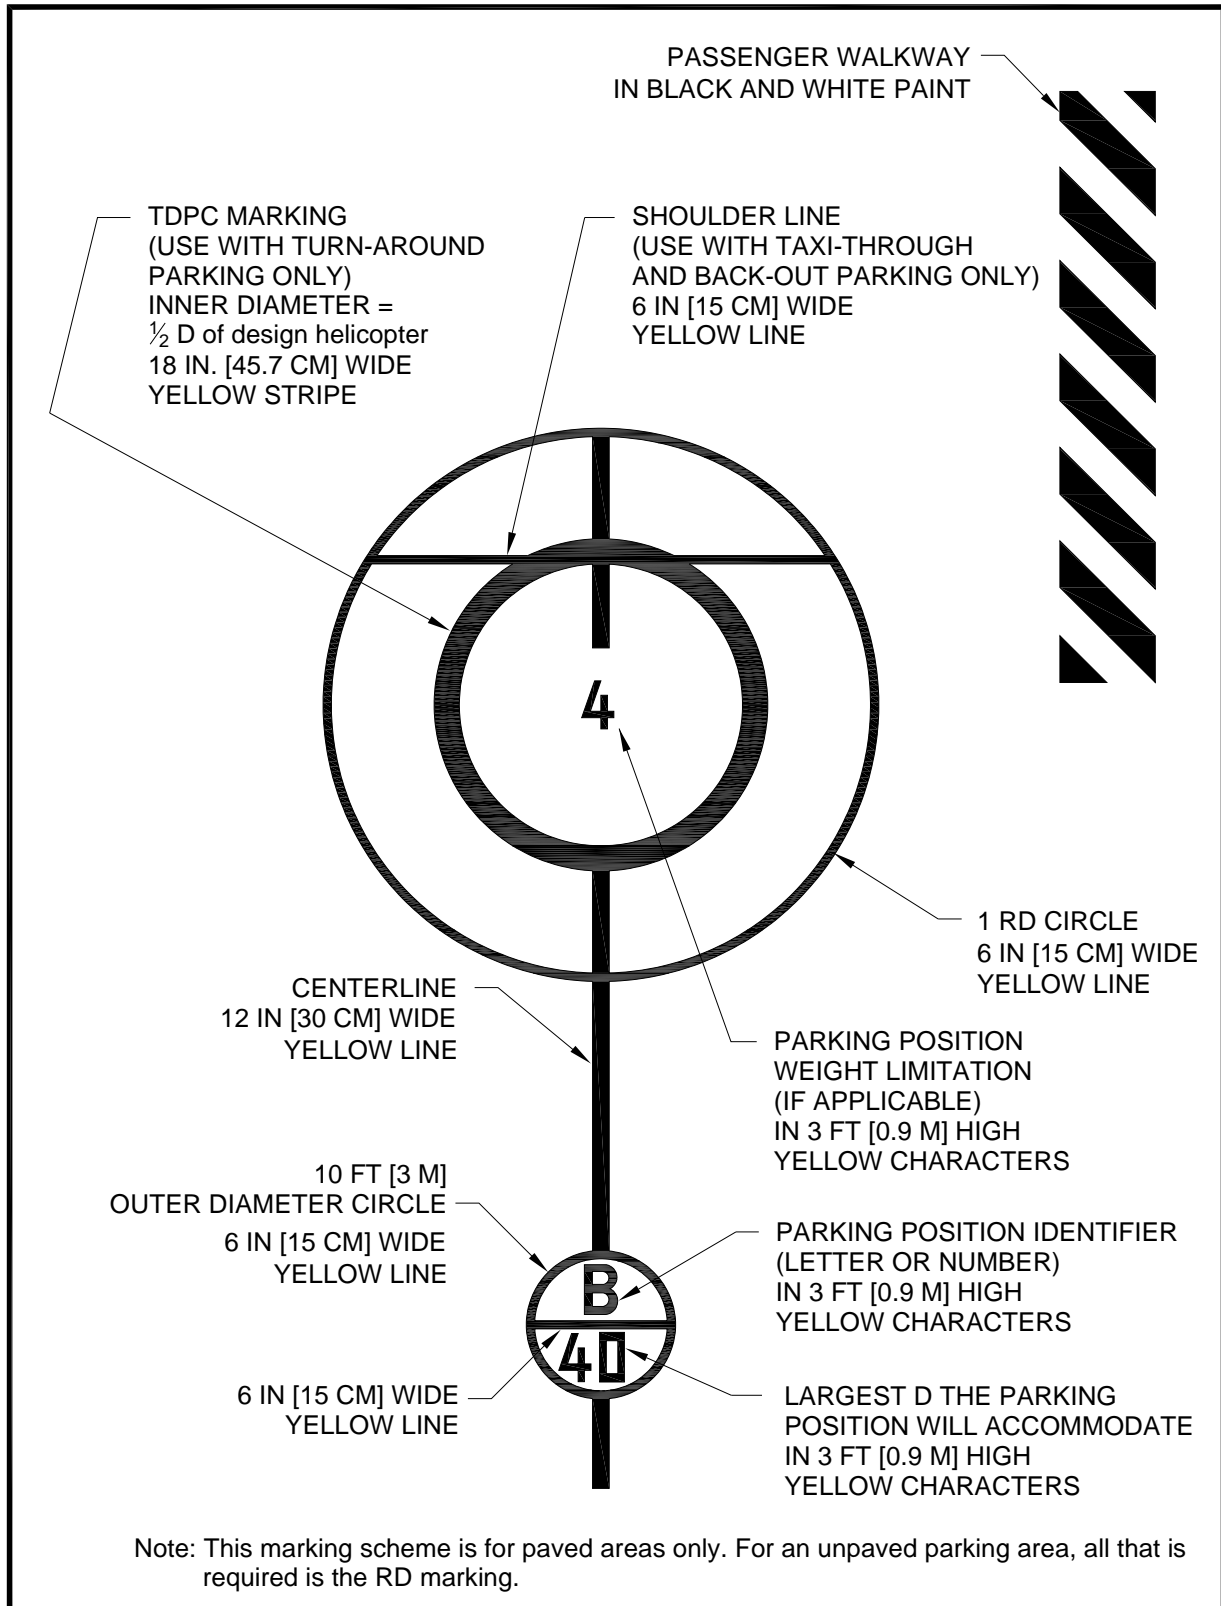 PASSENGER WALKWAY
IN BLACK AND WHITE PAINT
TDPC MARKING
(USE WITH TURN-AROUND
PARKING ONLY)
INNER DIAMETER =
½ D of design helicopter
18 IN. [45.7 CM] WIDE
YELLOW STRIPE
SHOULDER LINE
(USE WITH TAXI-THROUGH
AND BACK-OUT PARKING ONLY)
6 IN [15 CM] WIDE
YELLOW LINE
4
1 RD CIRCLE
6 IN [15 CM] WIDE
YELLOW LINE
CENTERLINE
12 IN [30 CM] WIDE
YELLOW LINE
PARKING POSITION
WEIGHT LIMITATION
(IF APPLICABLE)
IN 3 FT [0.9 M] HIGH
YELLOW CHARACTERS
10 FT [3 M]
OUTER DIAMETER CIRCLE
6 IN [15 CM] WIDE
YELLOW LINE
PARKING POSITION IDENTIFIER
(LETTER OR NUMBER)
IN 3 FT [0.9 M] HIGH
YELLOW CHARACTERS
B
40
6 IN [15 CM] WIDE
YELLOW LINE
LARGEST D THE PARKING
POSITION WILL ACCOMMODATE
IN 3 FT [0.9 M] HIGH
YELLOW CHARACTERS
Note: This marking scheme is for paved areas only. For an unpaved parking area, all that is
required is the RD marking.